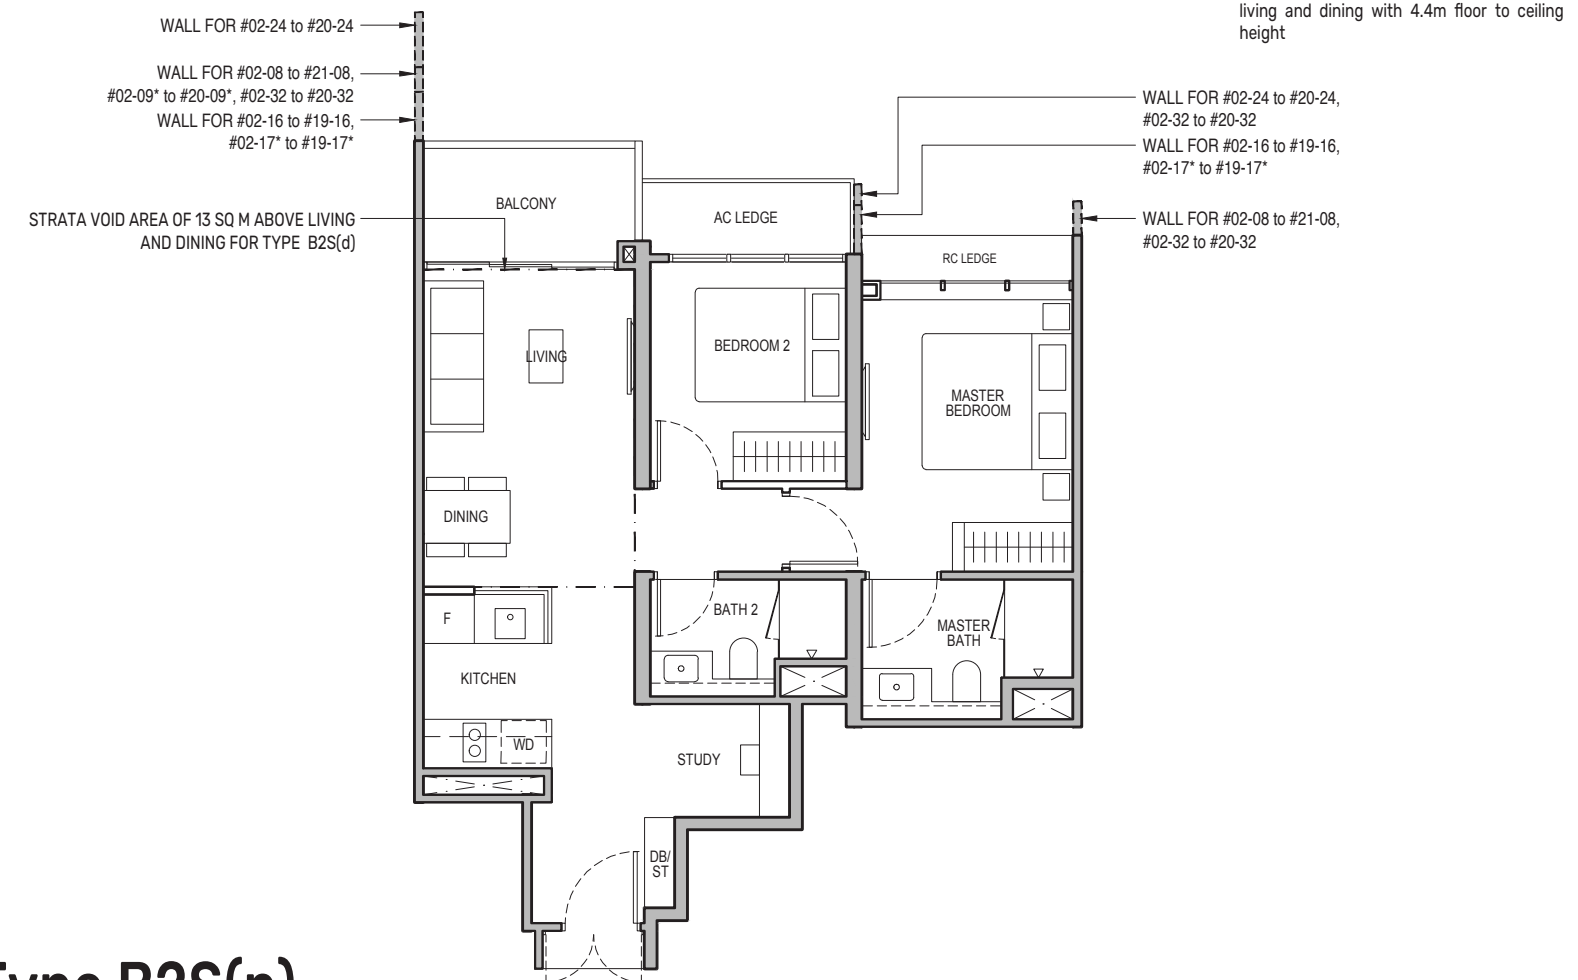 living and dining with 4.4m floor to ceiling
height
WALL FOR #02-24 to #20-24
WALL FOR #02-08 to #21-08,
#02-09* to #20-09*, #02-32 to #20-32
WALL FOR #02-16 to #19-16,
#02-17* to #19-17*
WALL FOR #02-24 to #20-24,
#02-32 to #20-32
WALL FOR #02-16 to #19-16,
#02-17* to #19-17*
STRATA VOID AREA OF 13 SQ M ABOVE LIVING
AND DINING FOR TYPE B2S(d)
WALL FOR #02-08 to #21-08,
#02-32 to #20-32
BALCONY
AC LEDGE
RC LEDGE
LIVING
BEDROOM 2
MASTER
BEDROOM
DINING
F
BATH 2
MASTER
BATH
KITCHEN
WD
STUDY
DB/
ST
Type B2S(p)